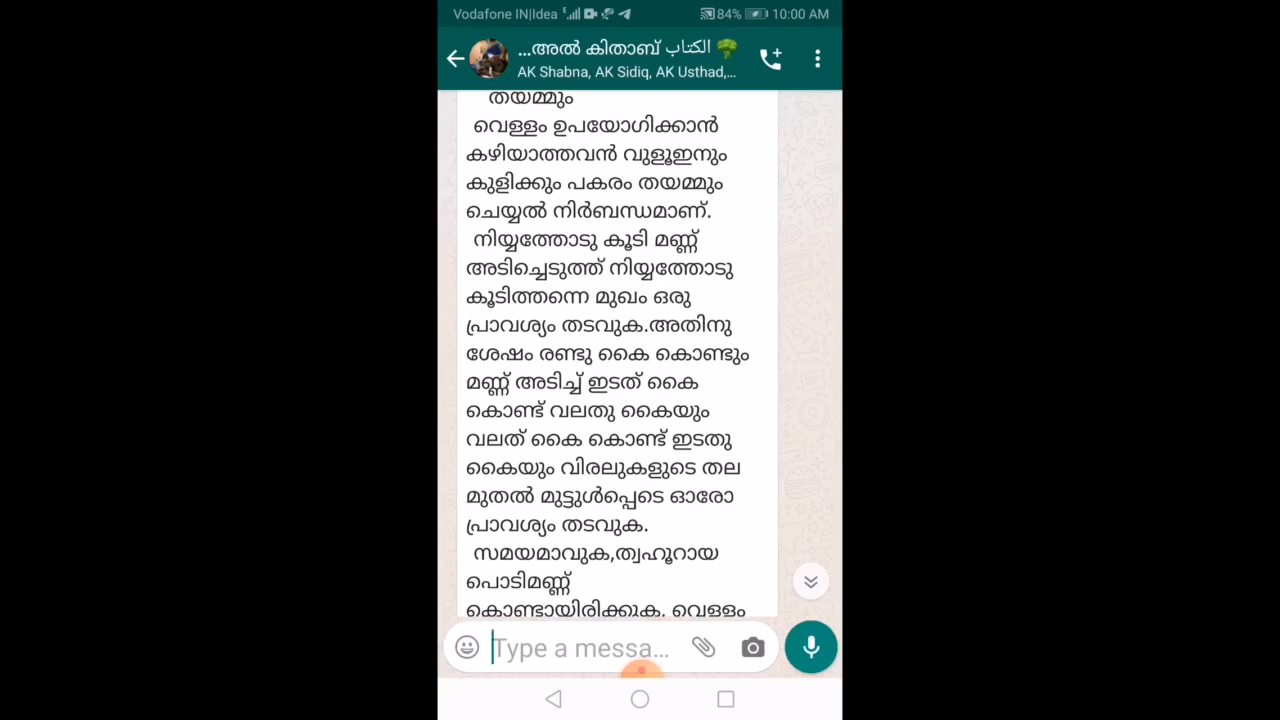 Vodafone IN|Idea 84% 10:00 AM
...അൽ കിതാബ് الكتاب
AK Shabna, AK Sidiq, AK Usthad,...
തയമ്മും
വെള്ളം ഉപയോഗിക്കാൻ
കഴിയാത്തവൻ വുളൂഇനും
കുളിക്കും പകരം തയമ്മും
ചെയ്യൽ നിർബന്ധമാണ്.
നിയ്യത്തോടു കൂടി മണ്ണ്
അടിച്ചെടുത്ത് നിയ്യത്തോടു
കൂടിത്തന്നെ മുഖം ഒരു
പ്രാവശ്യം തടവുക.അതിനു
ശേഷം രണ്ടു കൈ കൊണ്ടും
മണ്ണ് അടിച്ച് ഇടത് കൈ
കൊണ്ട് വലതു കൈയും
വലത് കൈ കൊണ്ട് ഇടതു
കൈയും വിരലുകളുടെ തല
മുതൽ മുട്ടുൾപ്പെടെ ഓരോ
പ്രാവശ്യം തടവുക.
സമയമാവുക,ത്വഹൂറായ
പൊടിമണ്ണ്
കൊണ്ടായിരിക്കുക. വെള്ളം
Type a messa...